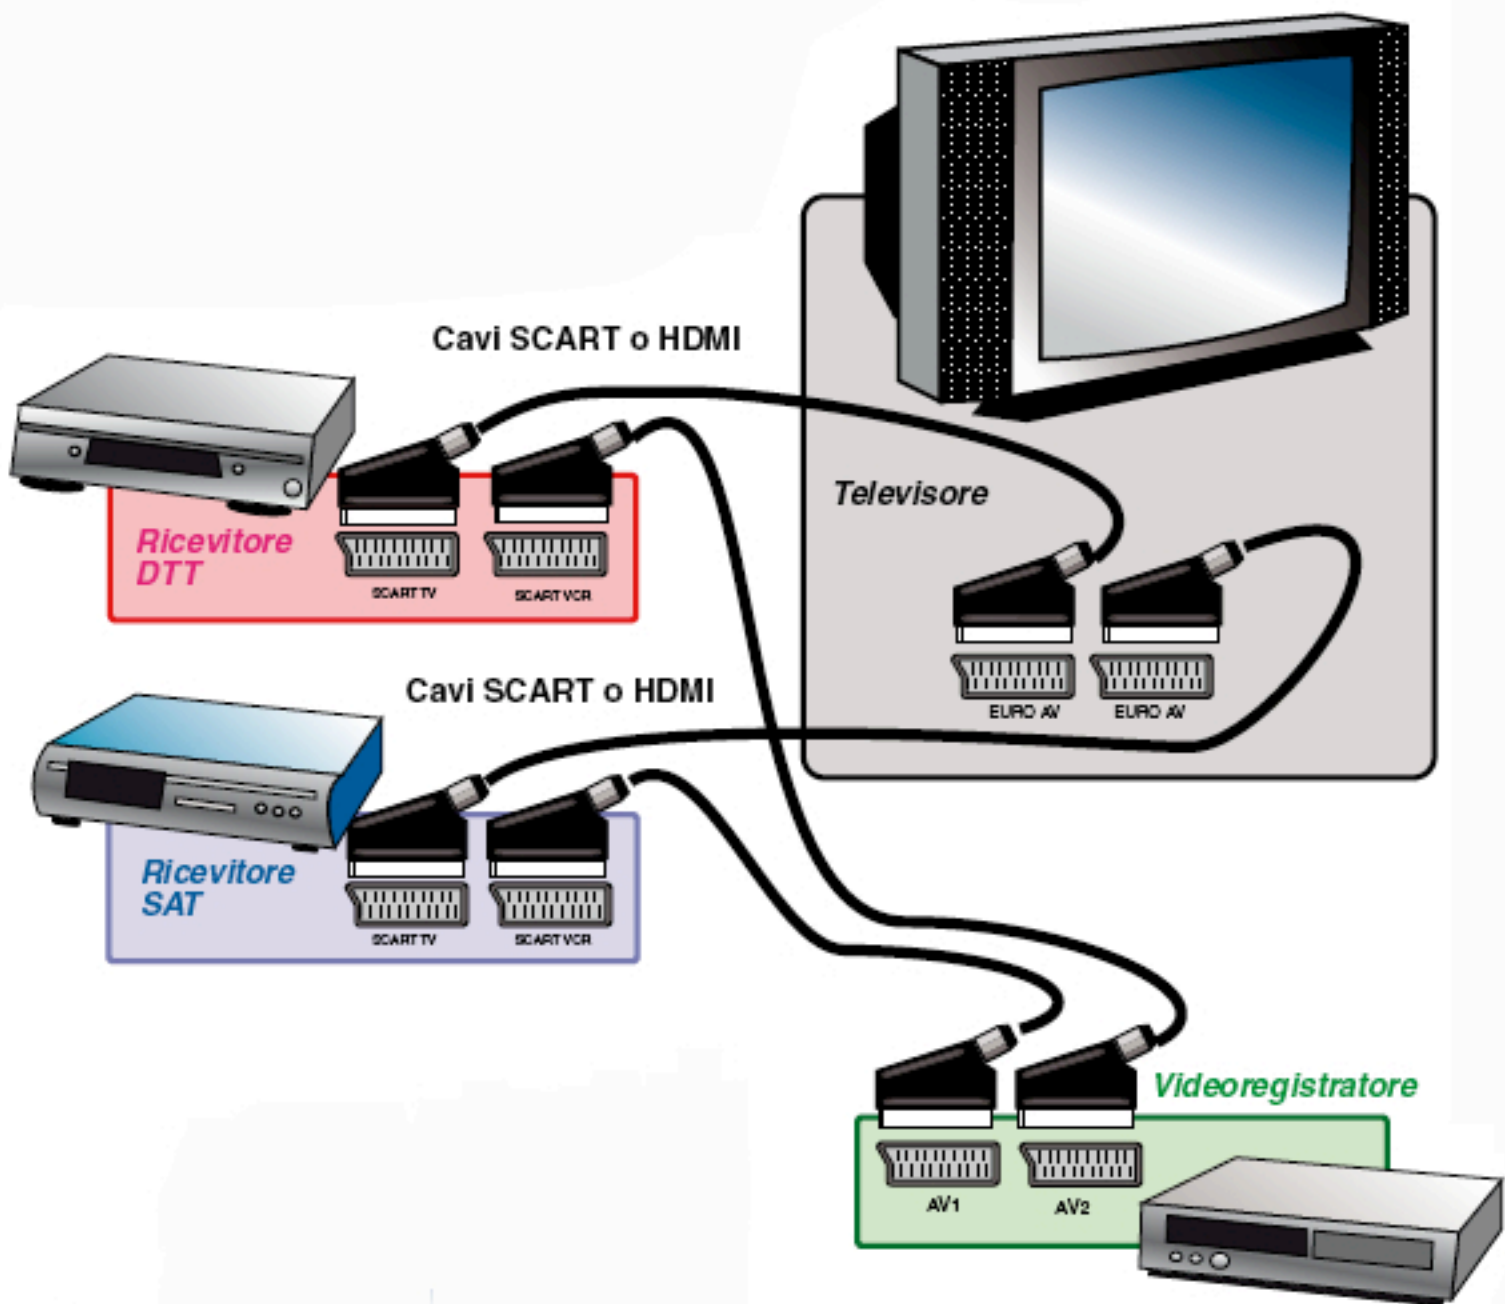 Cavi SCART o HDMI
Televisore
Ricevitore
DTT
SCART TV
SCART VCR
Cavi SCART o HDMI
EURO AV
EURO AV
Ricevitore
SAT
SCART TV
SCART VCR
Videoregistratore
AV1
AV2